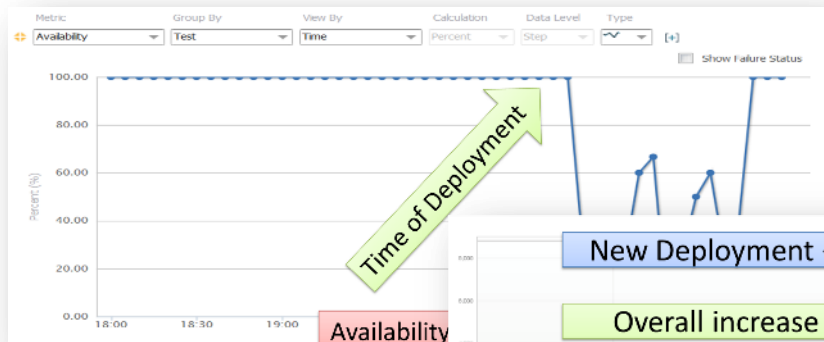 Metric Group By View By Calculation Data Level Type
Availability Test Time Percent Step [+]
Show Failure Status
100.00
80.00
60.00
40.00
20.00
0.00
Percent (%)
18:00 18:30 19:00
Time of Deployment
Availability
New Deployment
Overall increase